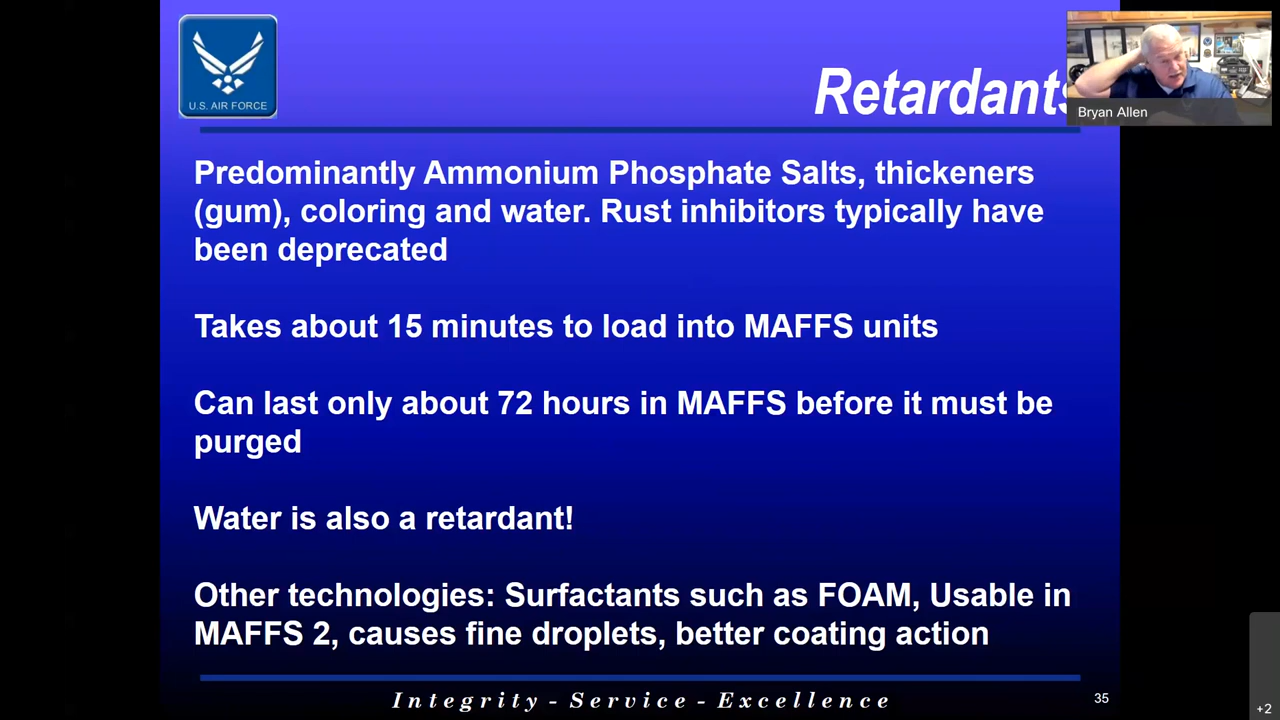 U.S. AIR FORCE
Retardants
Bryan Allen
Predominantly Ammonium Phosphate Salts, thickeners
(gum), coloring and water. Rust inhibitors typically have
been deprecated
Takes about 15 minutes to load into MAFFS units
Can last only about 72 hours in MAFFS before it must be
purged
Water is also a retardant!
Other technologies: Surfactants such as FOAM, Usable in
MAFFS 2, causes fine droplets, better coating action
Integrity - Service - Excellence
35
+2